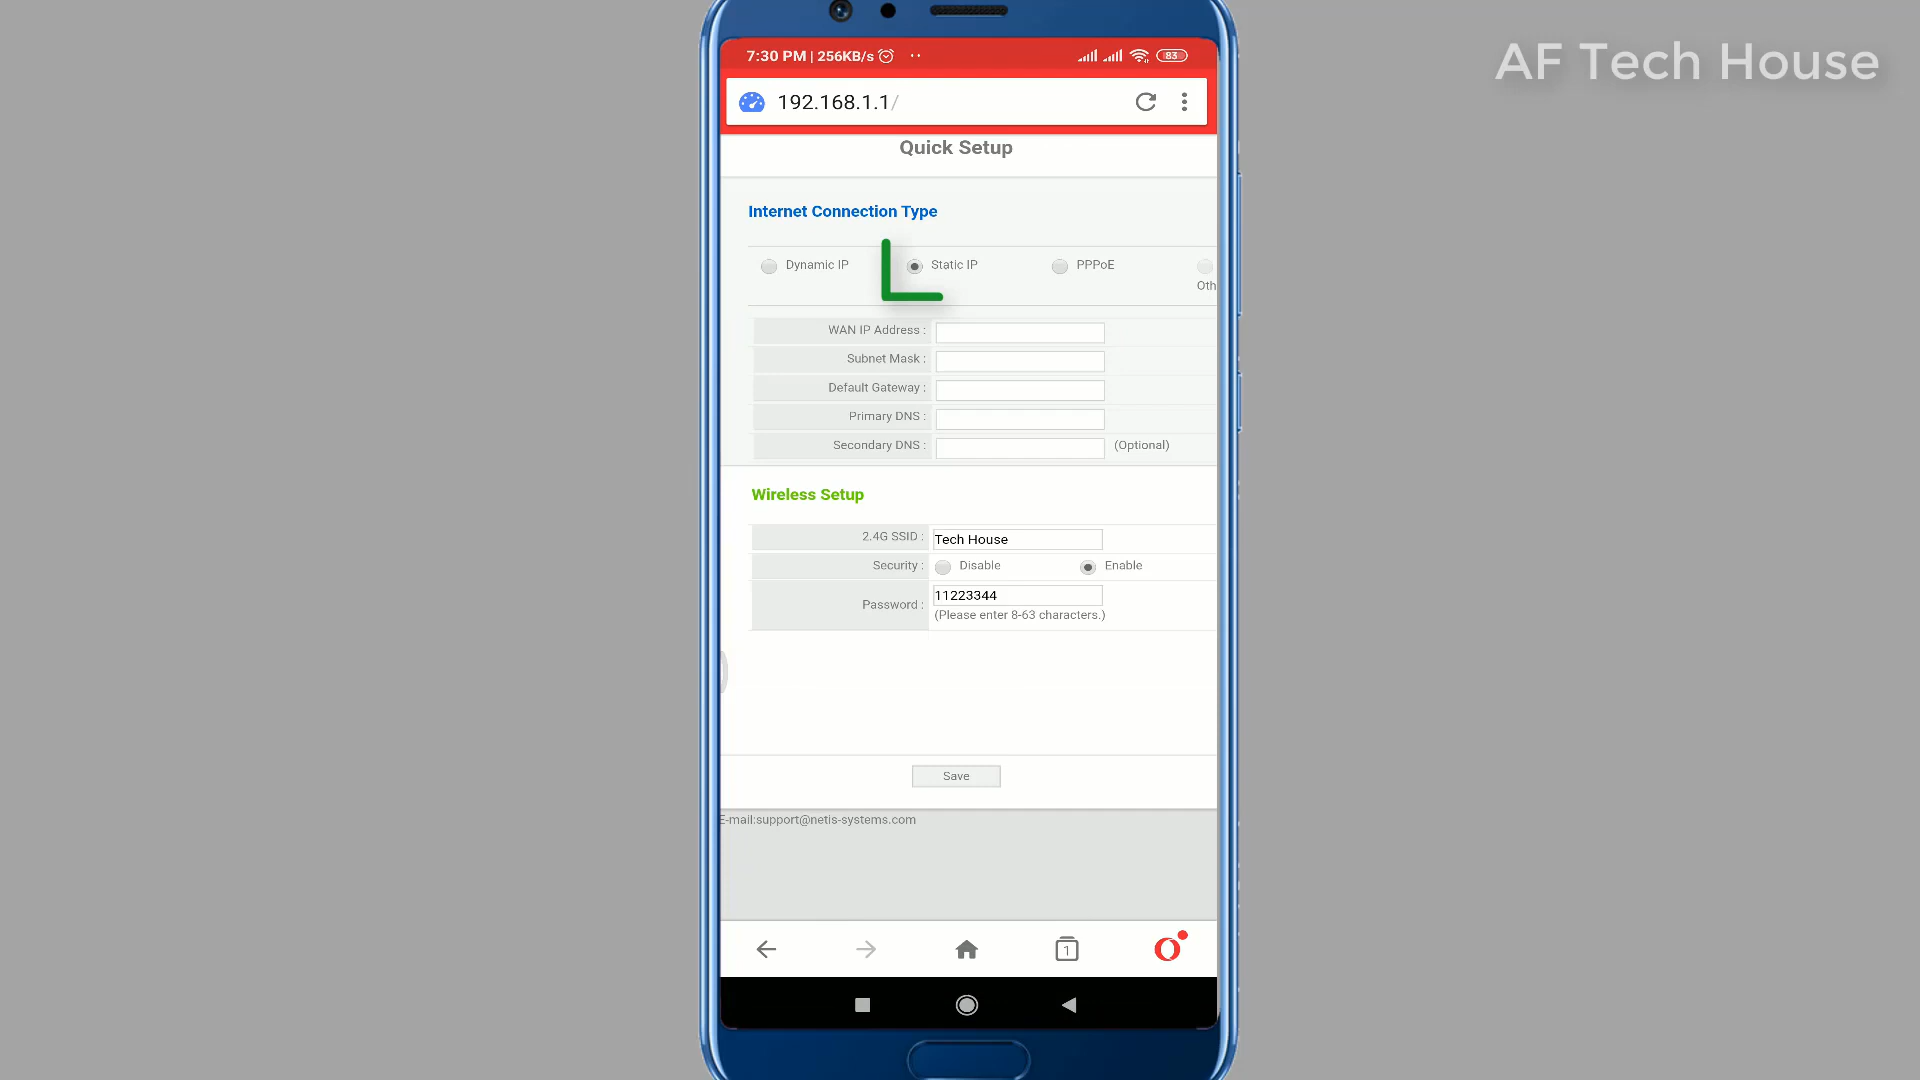 AF Tech House
7:30 PM | 256KB/s
83
192.168.1.1/
Quick Setup
Internet Connection Type
Dynamic IP
Static IP
PPPoE
Oth
WAN IP Address :
Subnet Mask :
Default Gateway :
Primary DNS :
Secondary DNS :
(Optional)
Wireless Setup
2.4G SSID :
Tech House
Security :
Disable
Enable
Password :
11223344
(Please enter 8-63 characters.)
Save
E-mail:support@netis-systems.com
1